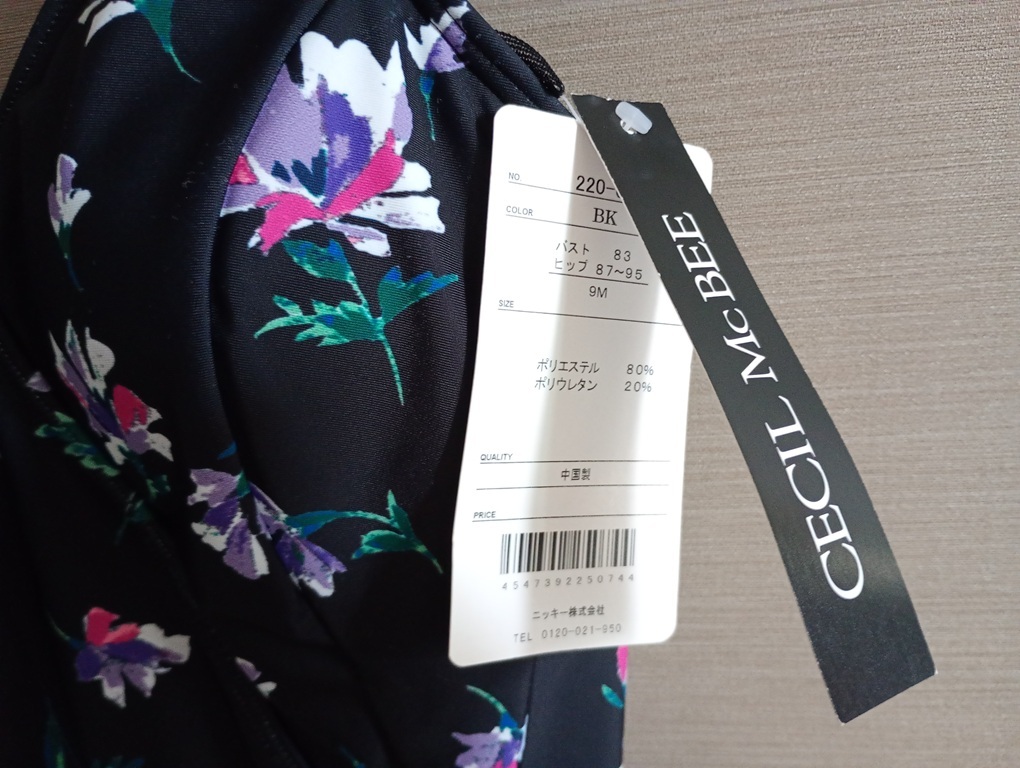 NO. 220-
COLOR BK
バスト 83
ヒップ 87～95
9M
SIZE
ポリエステル 80%
ポリウレタン 20%
QUALITY
中国製
PRICE
4547392250744
ニッキー株式会社
TEL 0120-021-950
CECIL McBEE